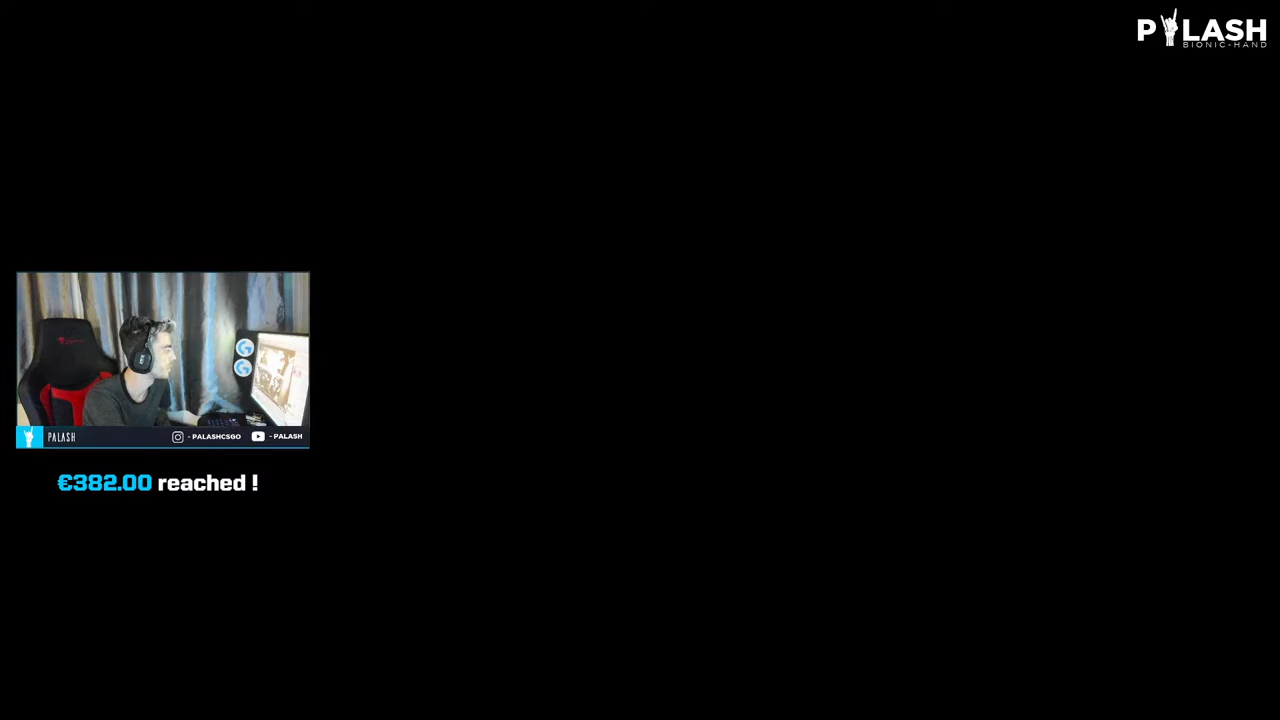 PALASH
BIONIC-HAND
PALASH
- PALASHCSGO
- PALASH
€382.00 reached !